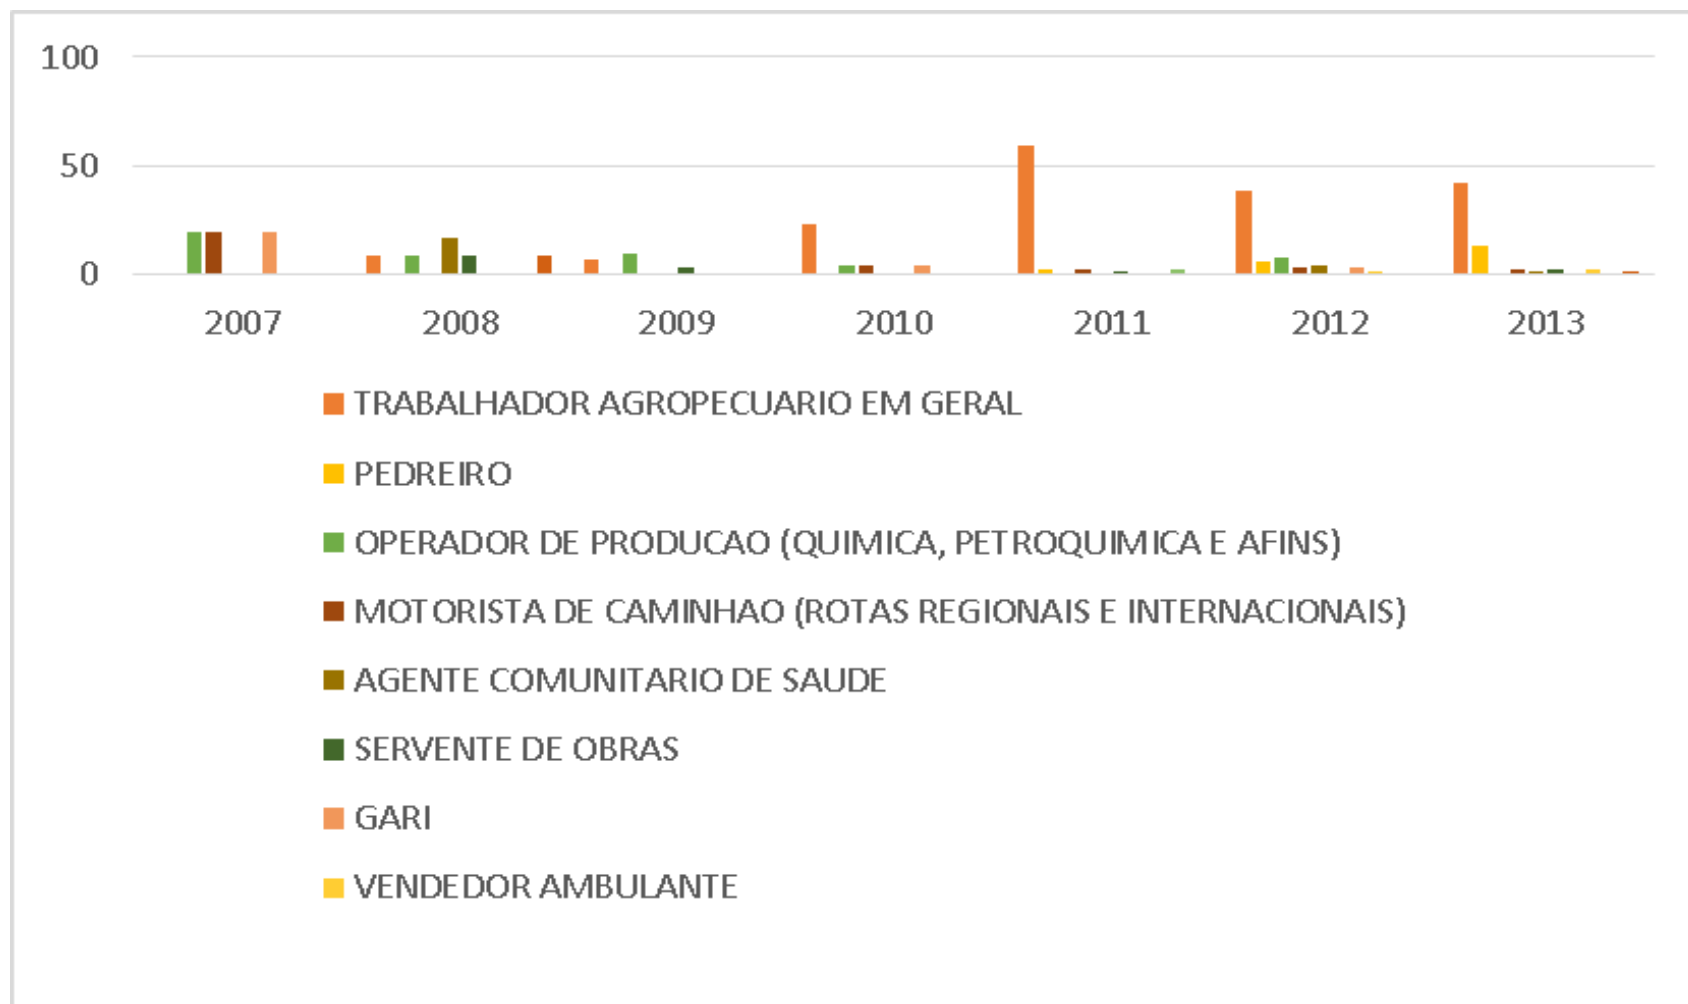 100
50
0
2007 2008 2009 2010 2011 2012 2013
TRABALHADOR AGROPECUARIO EM GERAL
PEDREIRO
OPERADOR DE PRODUCAO (QUIMICA, PETROQUIMICA E AFINS)
MOTORISTA DE CAMINHAO (ROTAS REGIONAIS E INTERNACIONAIS)
AGENTE COMUNITARIO DE SAUDE
SERVENTE DE OBRAS
GARI
VENDEDOR AMBULANTE